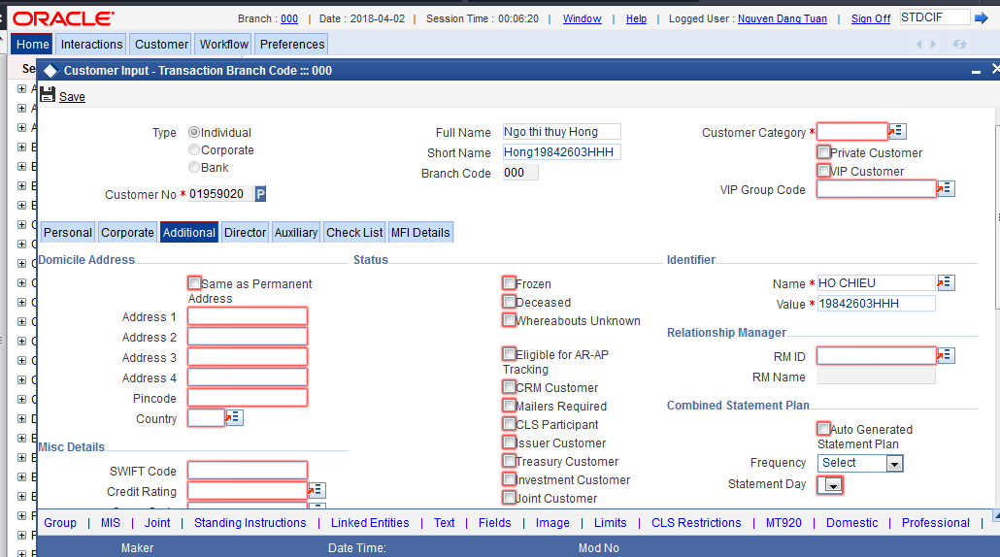 ORACLE® Branch : 000 | Date : 2018-04-02 | Session Time : 00:06:20 | Window | Help | Logged User : Nguyen Dang Tuan | Sign Off STDCIF
Home Interactions Customer Workflow Preferences
Se
Customer Input - Transaction Branch Code ::: 000
Save
Type Individual Full Name Ngo thi thuy Hong Customer Category *
Corporate Short Name Hong19842603HHH Private Customer
Bank Branch Code 000 VIP Customer
Customer No * 01959020 P VIP Group Code
Personal Corporate Additional Director Auxiliary Check List MFI Details
Domicile Address Status Identifier
Same as Permanent Address Frozen Name * HO CHIEU
Deceased Value * 19842603HHH
Address 1 Whereabouts Unknown
Address 2 Relationship Manager
Address 3 Eligible for AR-AP Tracking RM ID
Address 4 CRM Customer RM Name
Pincode Mailers Required Combined Statement Plan
Country CLS Participant Auto Generated Statement Plan
Misc Details Issuer Customer
SWIFT Code Treasury Customer Frequency Select
Credit Rating Investment Customer Statement Day
Joint Customer
Group | MIS | Joint | Standing Instructions | Linked Entities | Text | Fields | Image | Limits | CLS Restrictions | MT920 | Domestic | Professional |
Maker Date Time: Mod No